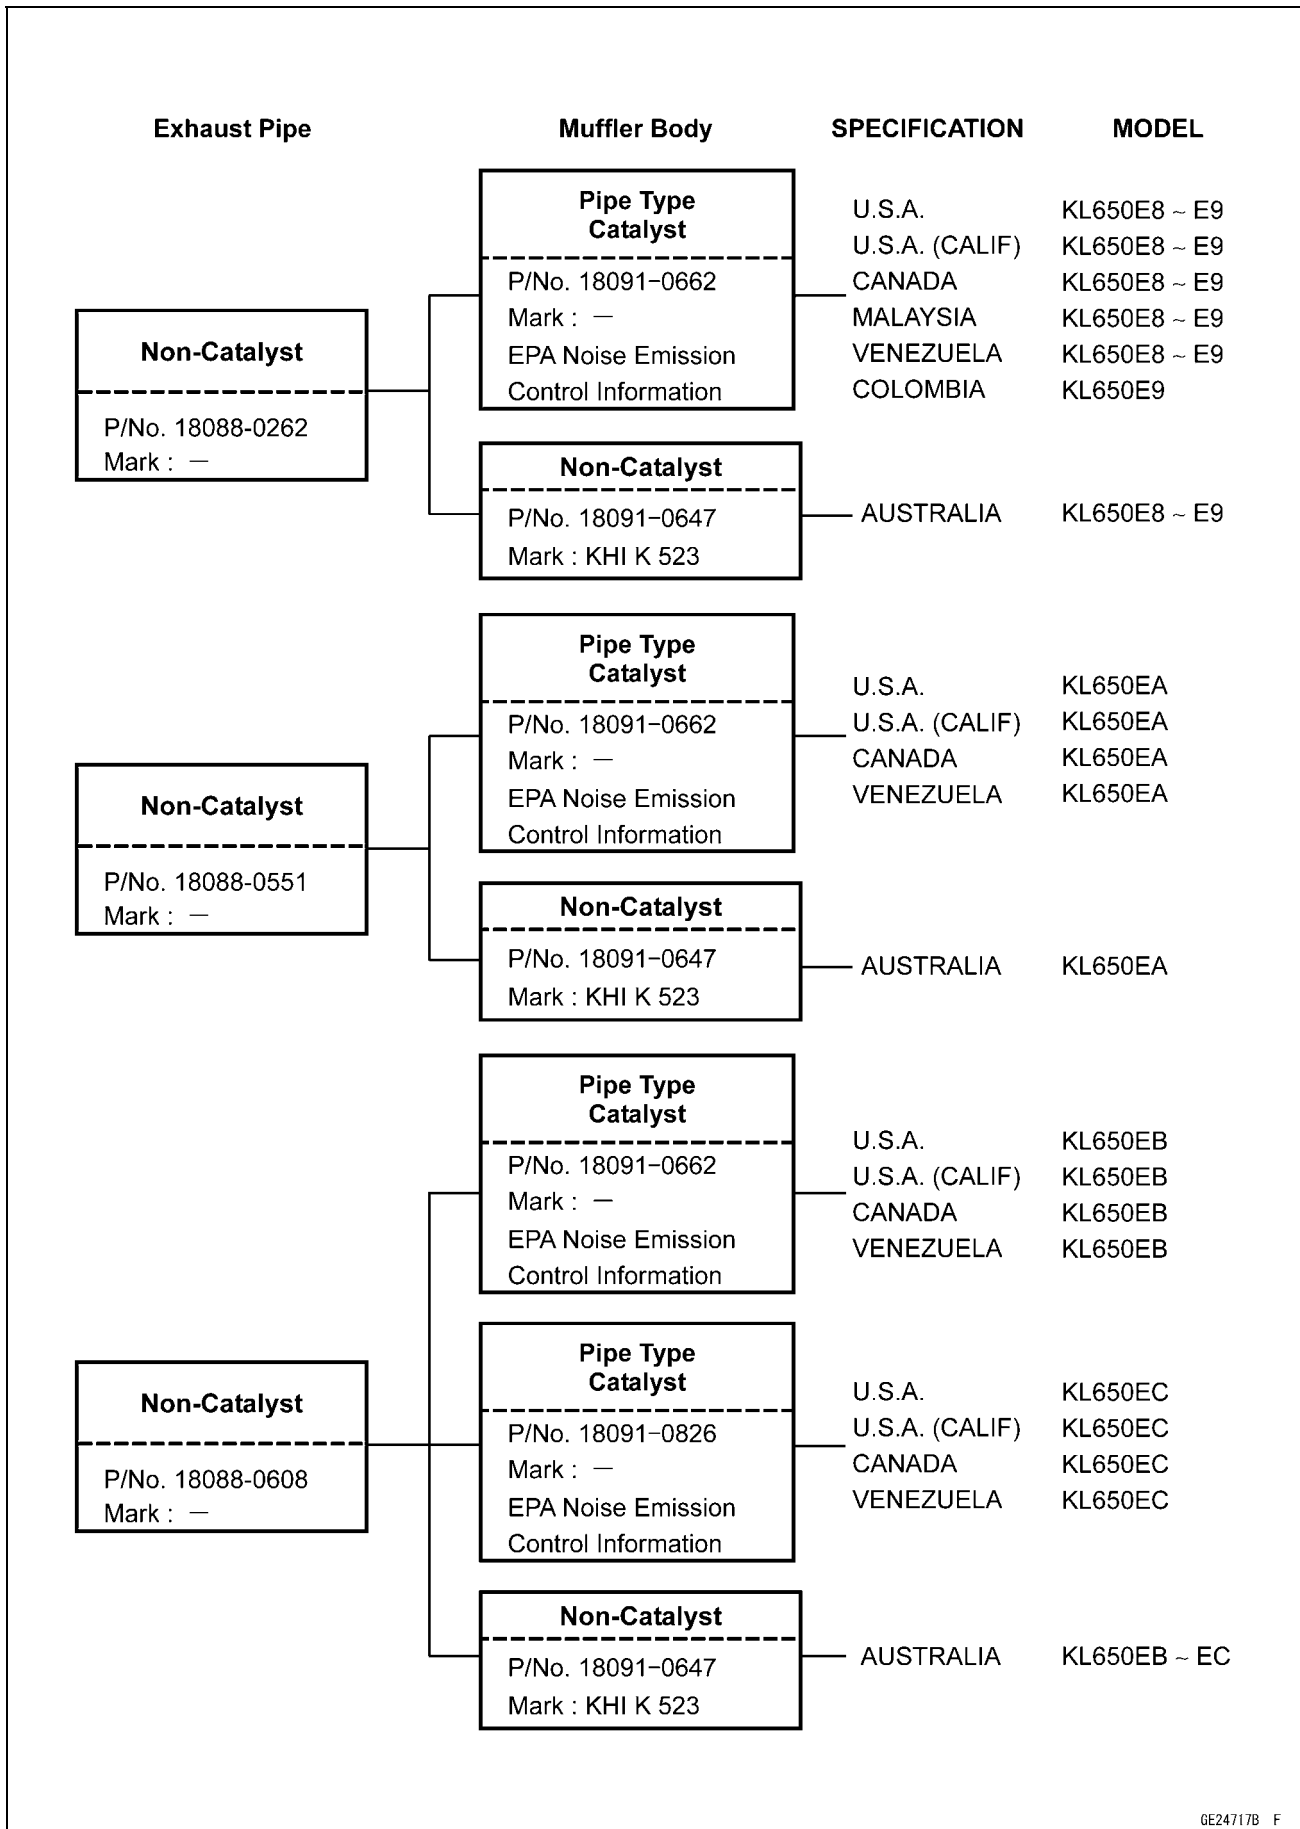 Exhaust Pipe Muffler Body SPECIFICATION MODEL
Non-Catalyst
P/No. 18088-0262
Mark : —
Pipe Type
Catalyst
P/No. 18091-0662
Mark : —
EPA Noise Emission
Control Information
U.S.A. KL650E8 ~ E9
U.S.A. (CALIF) KL650E8 ~ E9
CANADA KL650E8 ~ E9
MALAYSIA KL650E8 ~ E9
VENEZUELA KL650E8 ~ E9
COLOMBIA KL650E9
Non-Catalyst
P/No. 18091-0647
Mark : KHI K 523
AUSTRALIA KL650E8 ~ E9
Non-Catalyst
P/No. 18088-0551
Mark : —
Pipe Type
Catalyst
P/No. 18091-0662
Mark : —
EPA Noise Emission
Control Information
U.S.A. KL650EA
U.S.A. (CALIF) KL650EA
CANADA KL650EA
VENEZUELA KL650EA
Non-Catalyst
P/No. 18091-0647
Mark : KHI K 523
AUSTRALIA KL650EA
Non-Catalyst
P/No. 18088-0608
Mark : —
Pipe Type
Catalyst
P/No. 18091-0662
Mark : —
EPA Noise Emission
Control Information
U.S.A. KL650EB
U.S.A. (CALIF) KL650EB
CANADA KL650EB
VENEZUELA KL650EB
Pipe Type
Catalyst
P/No. 18091-0826
Mark : —
EPA Noise Emission
Control Information
U.S.A. KL650EC
U.S.A. (CALIF) KL650EC
CANADA KL650EC
VENEZUELA KL650EC
Non-Catalyst
P/No. 18091-0647
Mark : KHI K 523
AUSTRALIA KL650EB ~ EC
GE24717B F